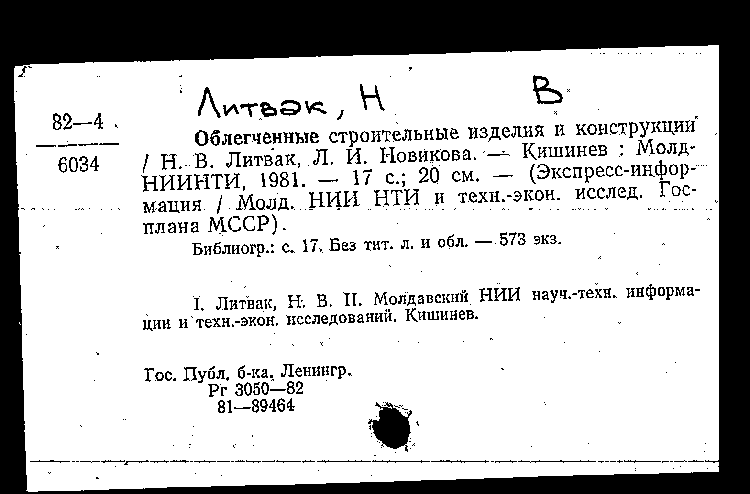 Литвак, Н В
82—4
6034
Облегченные строительные изделия и конструкции
/ Н. В. Литвак, Л. И. Новикова. — Кишинев : Молд-
НИИНТИ, 1981. — 17 с.; 20 см. — (Экспресс-инфор-
мация / Молд. НИИ НТИ и техн.-экон. исслед. Гос-
плана МССР).
Библиогр.: с. 17. Без тит. л. и обл. — 573 экз.
I. Литвак, Н. В. II. Молдавский НИИ науч.-техн. информа-
ции и техн.-экон. исследований. Кишинев.
Гос. Публ. б-ка. Ленингр.
Рг 3050—82
81—89464